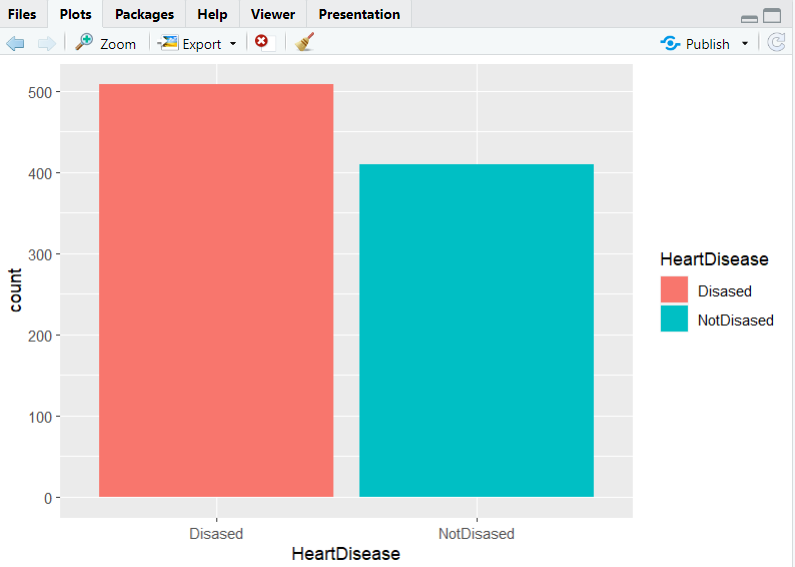 Files Plots Packages Help Viewer Presentation
Zoom Export Publish
500
400
300
200
100
0
count
Disased NotDisased
HeartDisease
HeartDisease
Disased
NotDisased